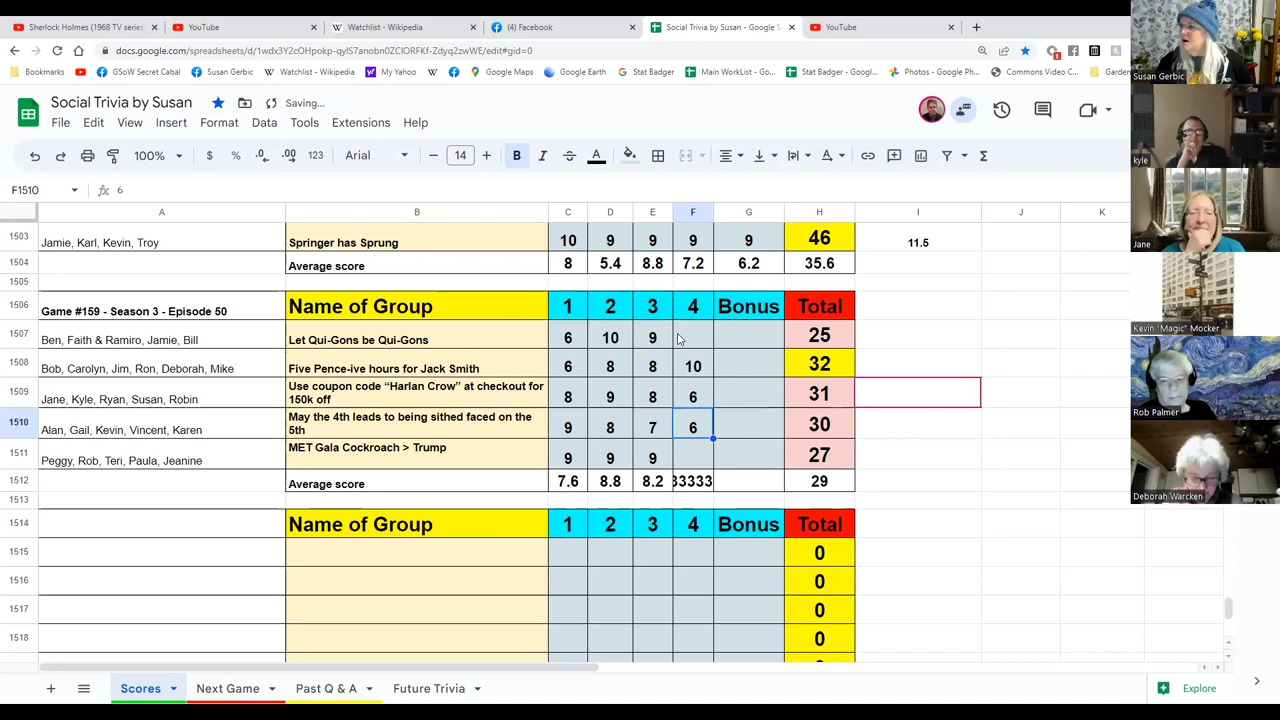 Sherlock Holmes (1968 TV series
YouTube
Watchlist - Wikipedia
(4) Facebook
Social Trivia by Susan - Google S
YouTube
docs.google.com/spreadsheets/d/1wdx3Y2cOHpokp-qylS7anobn0ZClORFKf-Zdyq2zwWE/edit#gid=0
Bookmarks
GSoW Secret Cabal
Susan Gerbic
Watchlist - Wikipedia
My Yahoo
Google Maps
Google Earth
Stat Badger
Main WorkList - Go...
Stat Badger - Googl...
Photos - Google Ph...
Commons Video C...
Garden
Social Trivia by Susan
Saving...
File Edit View Insert Format Data Tools Extensions Help
100% $ % .0 .00 123 Arial − 14 + B I A
F1510 fx 6
A B C D E F G H I J K
1503 Jamie, Karl, Kevin, Troy Springer has Sprung 10 9 9 9 9 46 11.5
1504 Average score 8 5.4 8.8 7.2 6.2 35.6
1505
1506 Game #159 - Season 3 - Episode 50 Name of Group 1 2 3 4 Bonus Total
1507 Ben, Faith & Ramiro, Jamie, Bill Let Qui-Gons be Qui-Gons 6 10 9 25
1508 Bob, Carolyn, Jim, Ron, Deborah, Mike Five Pence-ive hours for Jack Smith 6 8 8 10 32
1509 Jane, Kyle, Ryan, Susan, Robin Use coupon code “Harlan Crow” at checkout for
150k off 8 9 8 6 31
1510 Alan, Gail, Kevin, Vincent, Karen May the 4th leads to being sithed faced on the
5th 9 8 7 6 30
1511 Peggy, Rob, Teri, Paula, Jeanine MET Gala Cockroach > Trump 9 9 9 27
1512 Average score 7.6 8.8 8.2 33333 29
1513
1514 Name of Group 1 2 3 4 Bonus Total
1515 0
1516 0
1517 0
1518 0
Scores
Next Game
Past Q & A
Future Trivia
Explore
Susan Gerbic
kyle
Jane
Kevin "Magic" Mocker
Rob Palmer
Deborah Warcken